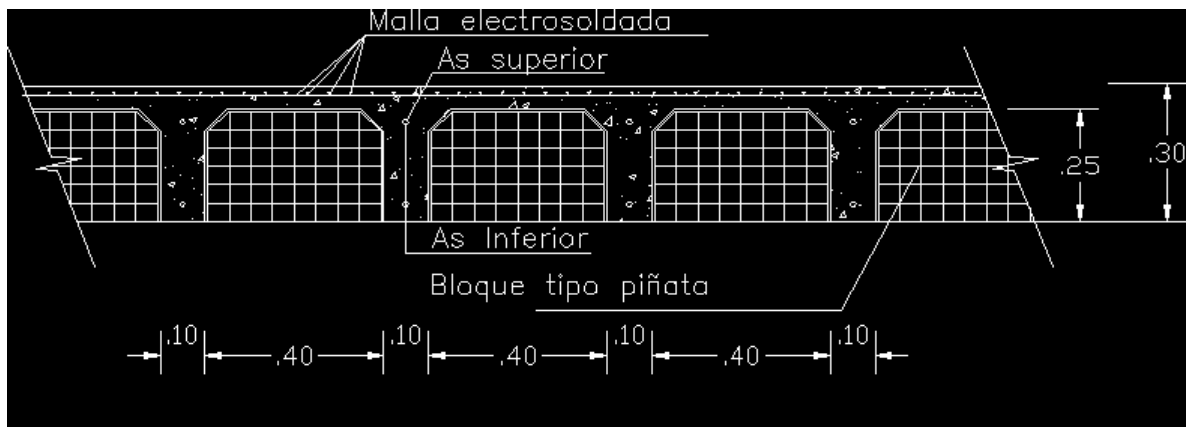 Malla electrosoldada
As superior
.25
.30
As Inferior
Bloque tipo piñata
.10
.40
.10
.40
.10
.40
.10